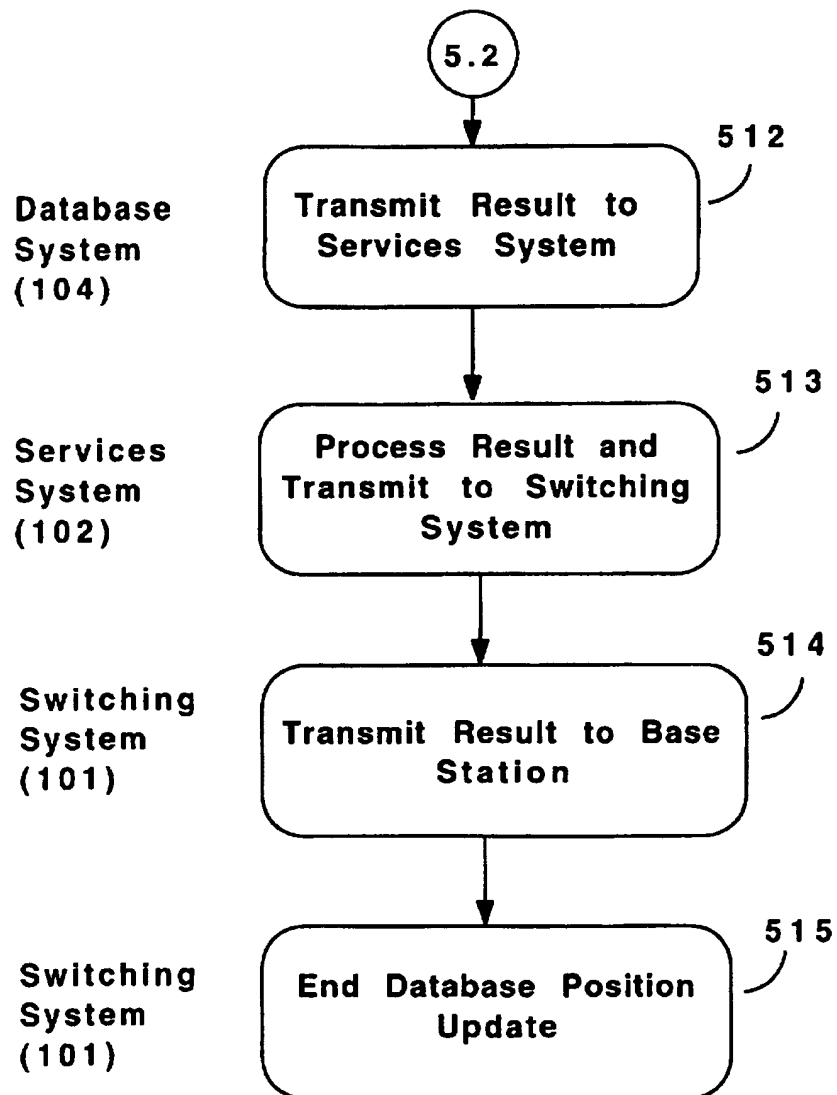 5.2
512
Database
System
(104)
Transmit Result to
Services System
513
Services
System
(102)
Process Result and
Transmit to Switching
System
514
Switching
System
(101)
Transmit Result to Base
Station
515
Switching
System
(101)
End Database Position
Update